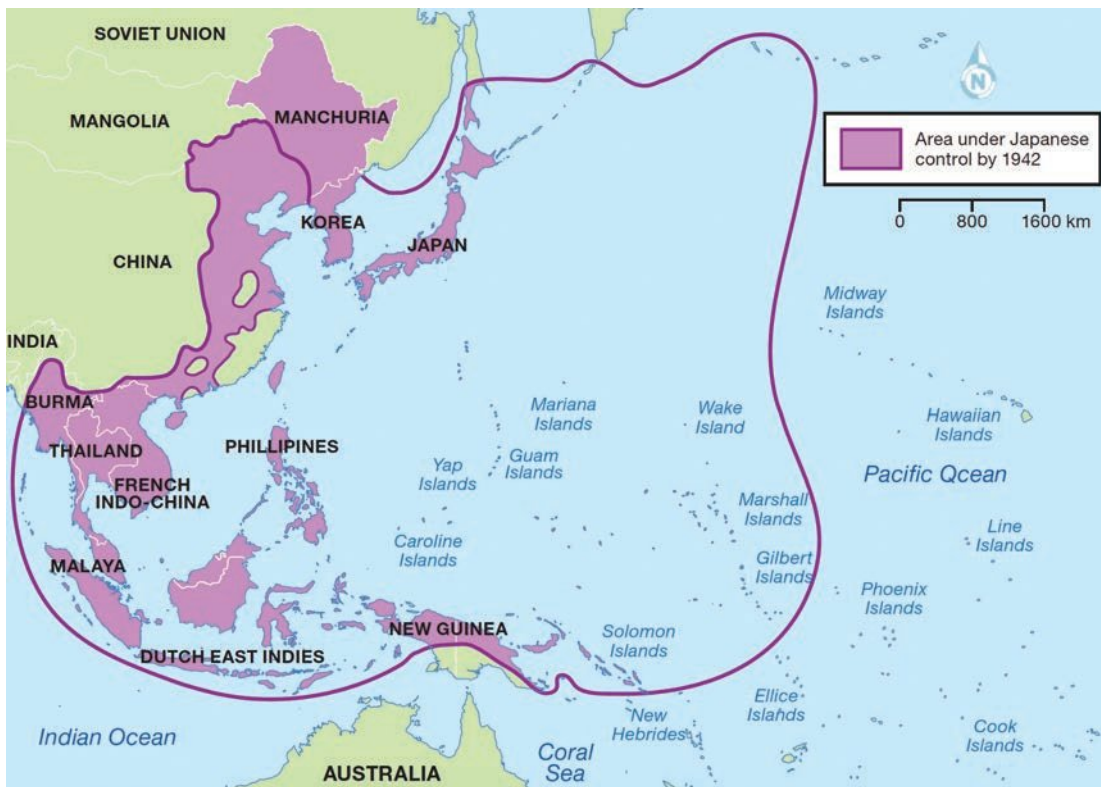 SOVIET UNION
MANGOLIA
MANCHURIA
N
Area under Japanese
control by 1942
0 800 1600 km
KOREA
JAPAN
CHINA
INDIA
Midway
Islands
BURMA
Mariana
Islands
Wake
Island
Hawaiian
Islands
THAILAND
PHILLIPINES
Yap
Islands
Guam
Islands
Pacific Qcean
FRENCH
INDO-CHINA
Marshall
Islands
Line
Islands
Caroline
Islands
MALAYA
Gilbert
Islands
Phoenix
Islands
NEW GUINEA
Solomon
Islands
DUTCH EAST INDIES
Ellice
Islands
New
Hebrides
Cook
Islands
Indian Ocean
Coral
Sea
AUSTRALIA